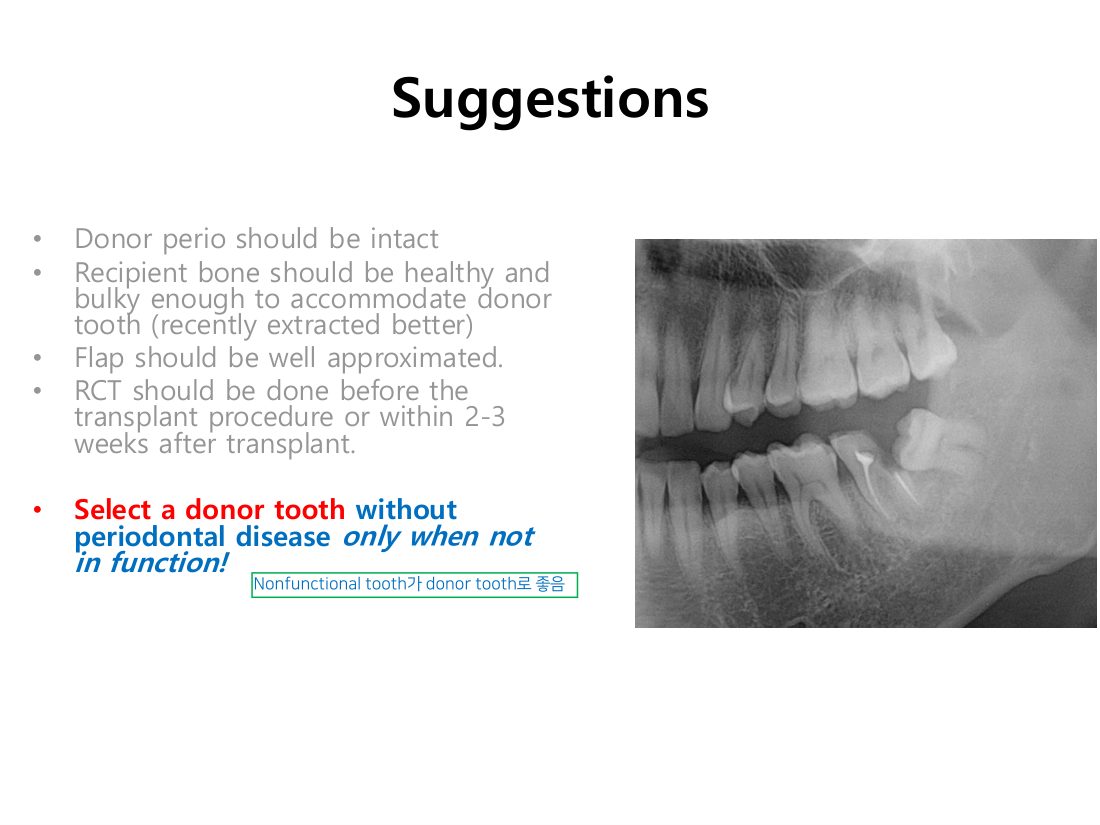 Suggestions
• Donor perio should be intact
• Recipient bone should be healthy and
bulky enough to accommodate donor
tooth (recently extracted better)
• Flap should be well approximated.
• RCT should be done before the
transplant procedure or within 2-3
weeks after transplant.
• Select a donor tooth without
periodontal disease only when not
in function!
Nonfunctional tooth가 donor tooth로 좋음